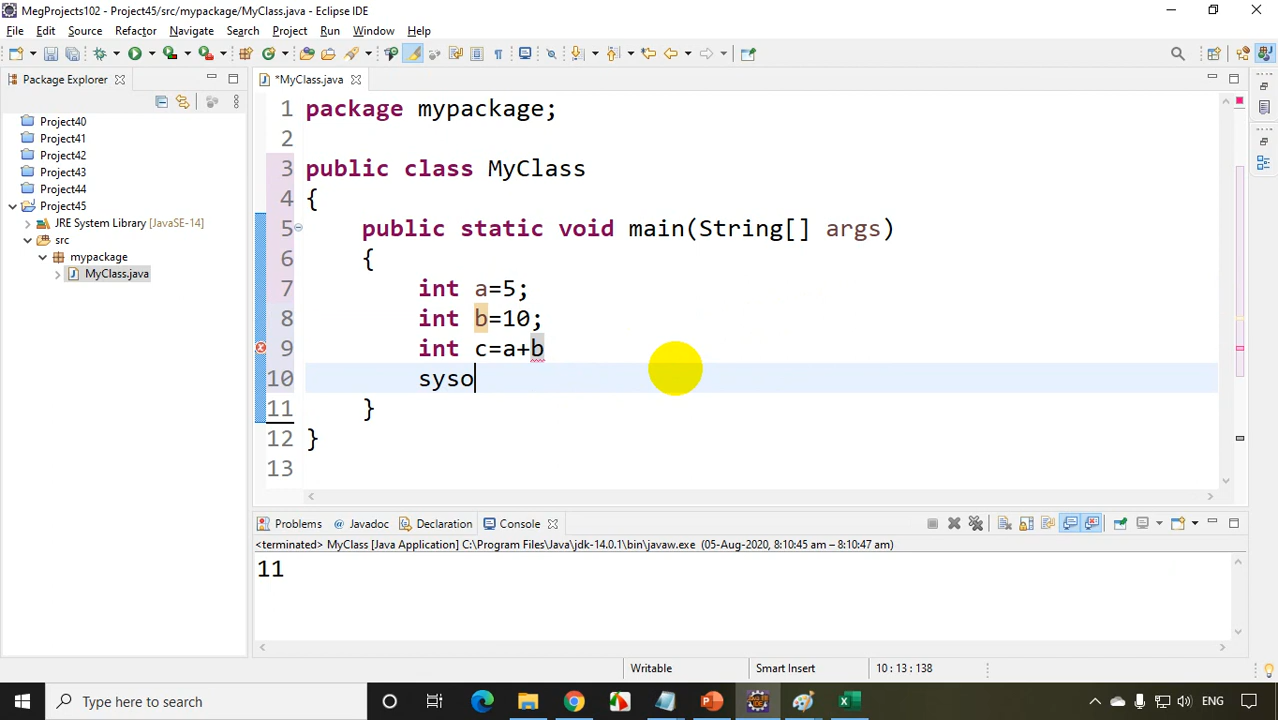 MegProjects102 - Project45/src/mypackage/MyClass.java - Eclipse IDE
File Edit Source Refactor Navigate Search Project Run Window Help
Package Explorer
*MyClass.java
Project40
Project41
Project42
Project43
Project44
Project45
JRE System Library [JavaSE-14]
src
mypackage
MyClass.java
1 package mypackage;
2
3 public class MyClass
4 {
5 public static void main(String[] args)
6 {
7 int a=5;
8 int b=10;
9 int c=a+b
10 syso
11 }
12 }
13
Problems @ Javadoc Declaration Console
<terminated> MyClass [Java Application] C:\Program Files\Java\jdk-14.0.1\bin\javaw.exe (05-Aug-2020, 8:10:45 am – 8:10:47 am)
11
Writable Smart Insert 10 : 13 : 138
Type here to search
ENG